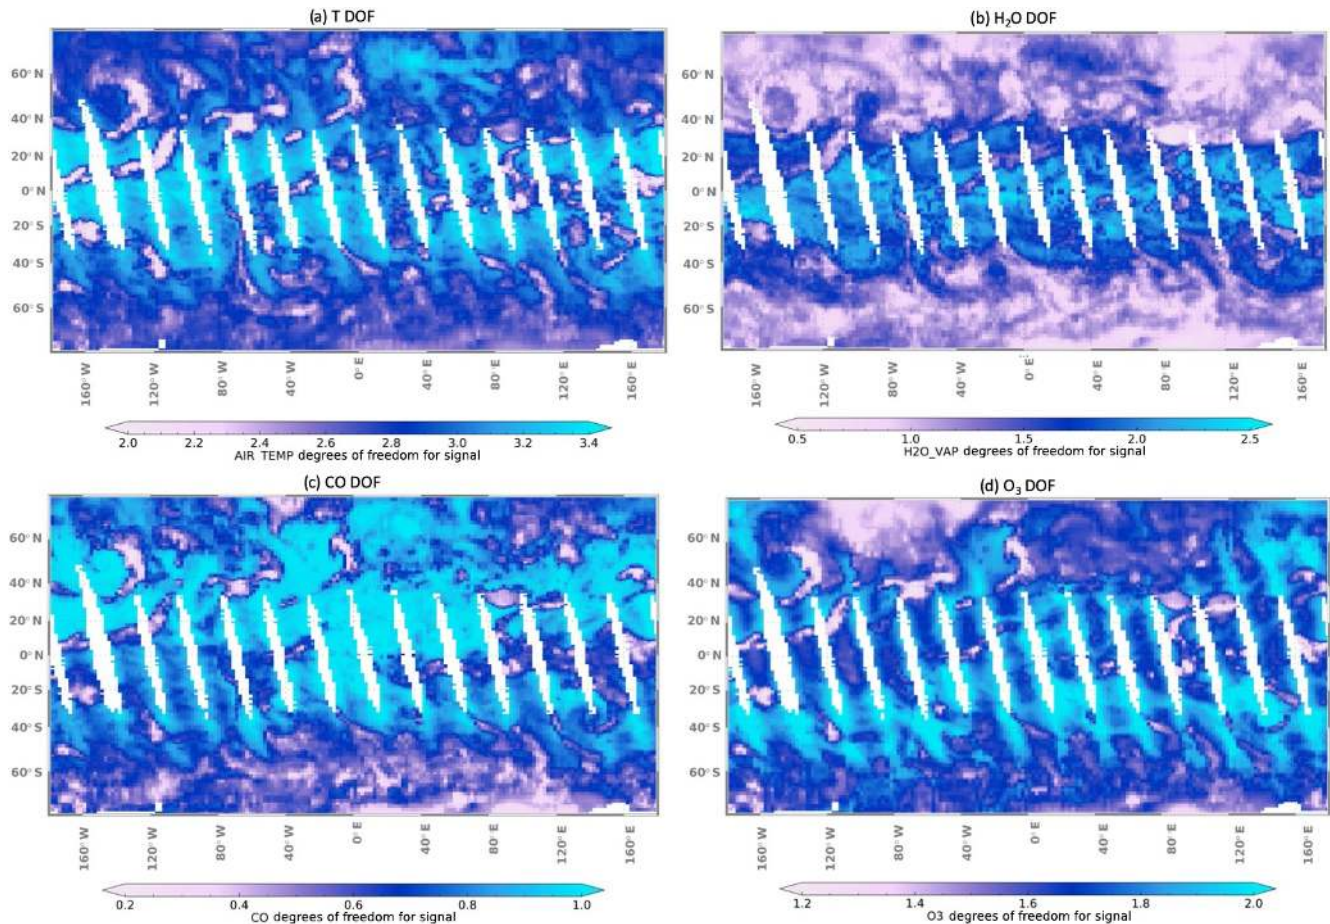 (a) T DOF
60°N
40°N
20°N
0°N
20°S
40°S
60°S
160°W
120°W
80°W
40°W
0°E
40°E
80°E
120°E
160°E
2.0 2.2 2.4 2.6 2.8 3.0 3.2 3.4
AIR_TEMP degrees of freedom for signal
(b) H₂O DOF
60°N
40°N
20°N
0°N
20°S
40°S
60°S
160°W
120°W
80°W
40°W
0°E
40°E
80°E
120°E
160°E
0.5 1.0 1.5 2.0 2.5
H2O_VAP degrees of freedom for signal
(c) CO DOF
60°N
40°N
20°N
0°N
20°S
40°S
60°S
160°W
120°W
80°W
40°W
0°E
40°E
80°E
120°E
160°E
0.2 0.4 0.6 0.8 1.0
CO degrees of freedom for signal
(d) O₃ DOF
60°N
40°N
20°N
0°N
20°S
40°S
60°S
160°W
120°W
80°W
40°W
0°E
40°E
80°E
120°E
160°E
1.2 1.4 1.6 1.8 2.0
O3 degrees of freedom for signal